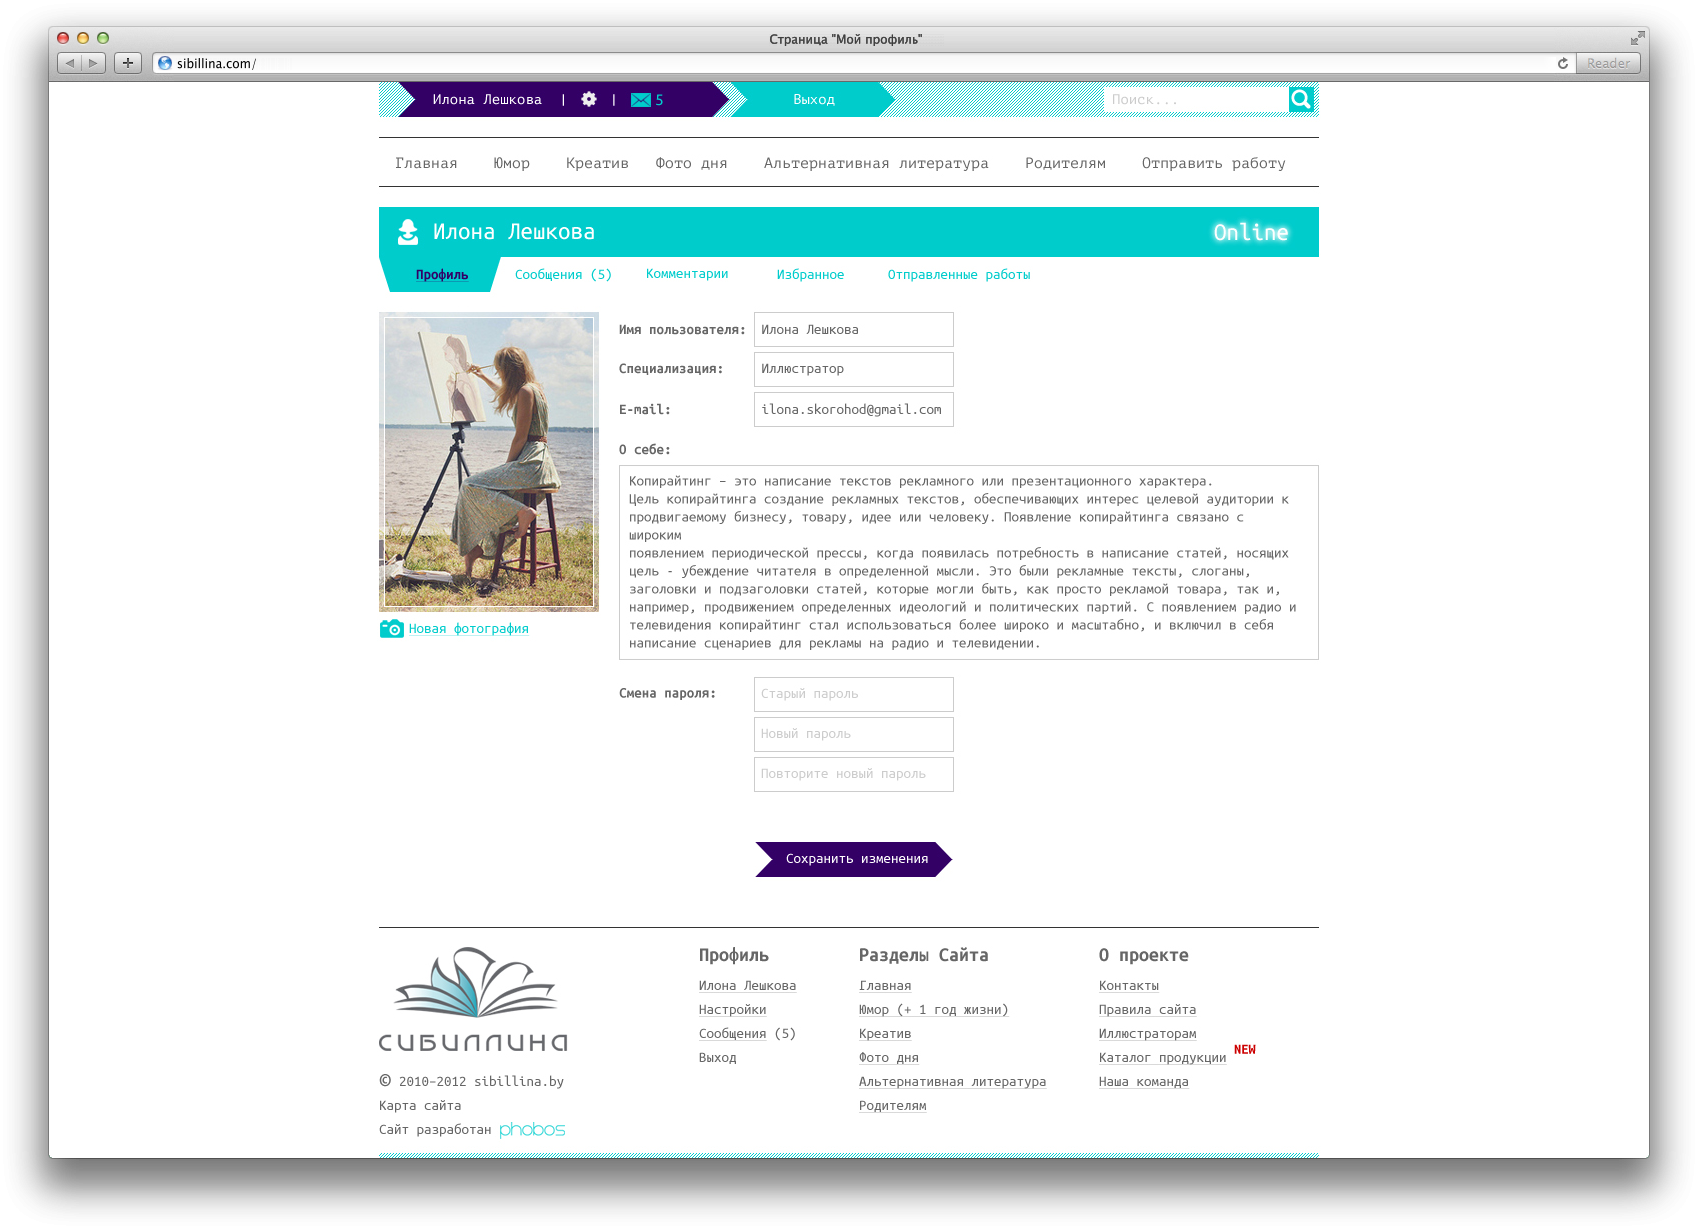 Страница "Мой профиль"
sibillina.com/
Reader
Илона Лешкова | | 5
Выход
Поиск...
Главная Юмор Креатив Фото дня Альтернативная литература Родителям Отправить работу
Илона Лешкова
Online
Профиль Сообщения (5) Комментарии Избранное Отправленные работы
Имя пользователя: Илона Лешкова
Специализация: Иллюстратор
E-mail: ilona.skorohod@gmail.com
О себе:
Копирайтинг – это написание текстов рекламного или презентационного характера.
Цель копирайтинга создание рекламных текстов, обеспечивающих интерес целевой аудитории к
продвигаемому бизнесу, товару, идее или человеку. Появление копирайтинга связано с
широким
появлением периодической прессы, когда появилась потребность в написание статей, носящих
цель - убеждение читателя в определенной мысли. Это были рекламные тексты, слоганы,
заголовки и подзаголовки статей, которые могли быть, как просто рекламой товара, так и,
например, продвижением определенных идеологий и политических партий. С появлением радио и
телевидения копирайтинг стал использоваться более широко и масштабно, и включил в себя
написание сценариев для рекламы на радио и телевидении.
Новая фотография
Смена пароля: Старый пароль
Новый пароль
Повторите новый пароль
Сохранить изменения
СИБИЛЛИНА
© 2010-2012 sibillina.by
Карта сайта
Сайт разработан phobos
Профиль
Илона Лешкова
Настройки
Сообщения (5)
Выход
Разделы Сайта
Главная
Юмор (+ 1 год жизни)
Креатив
Фото дня
Альтернативная литература
Родителям
О проекте
Контакты
Правила сайта
Иллюстраторам
Каталог продукции NEW
Наша команда